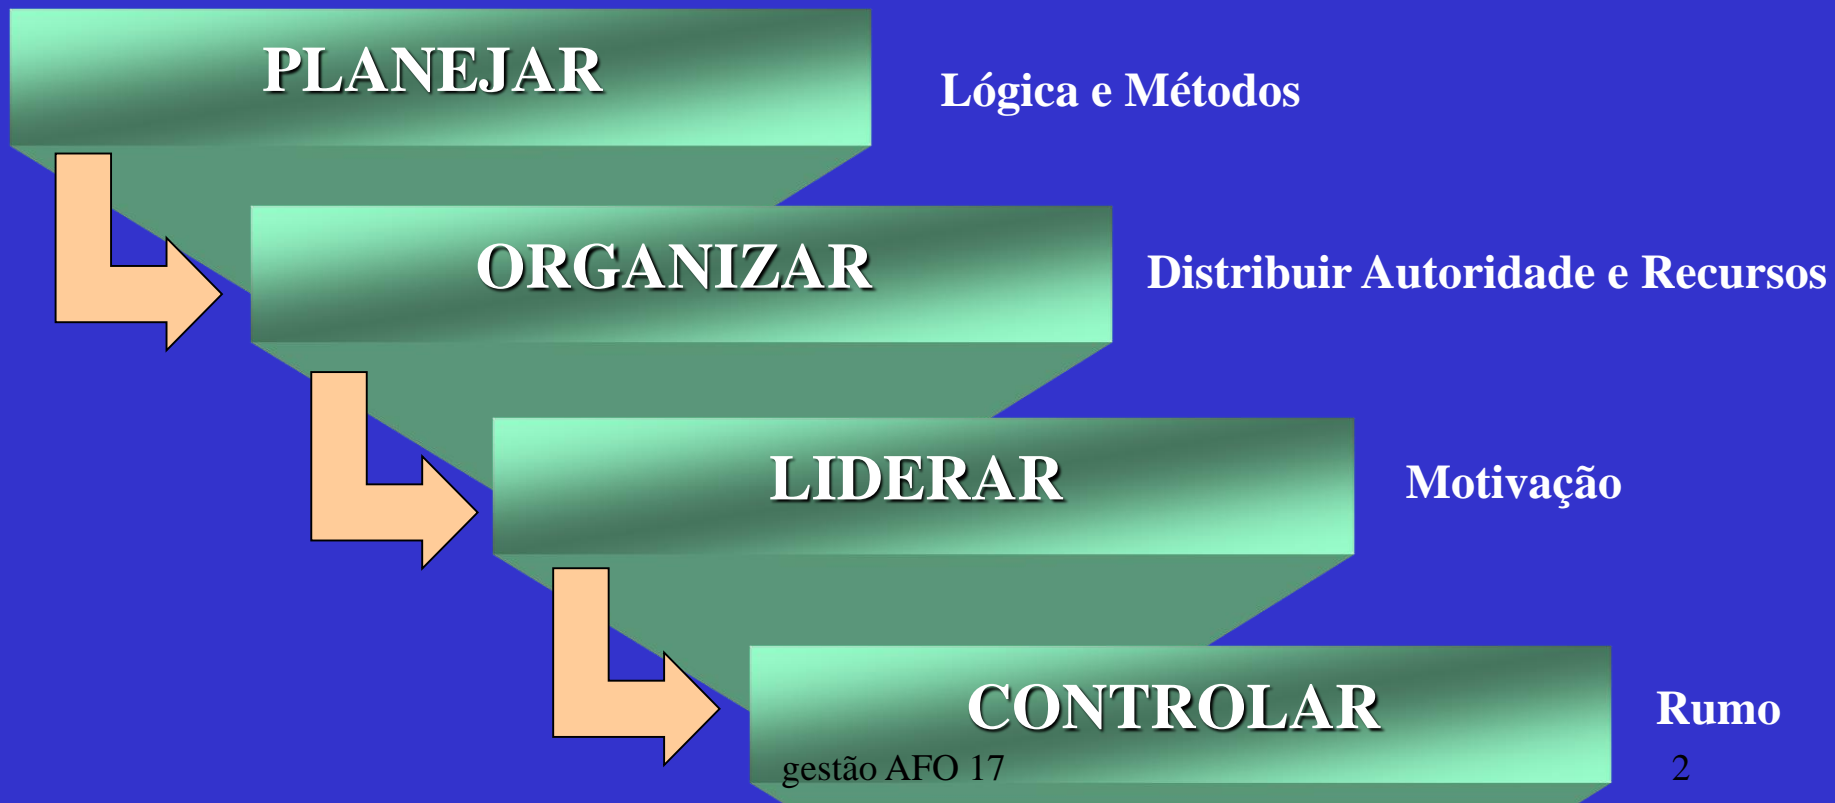 PLANEJAR
Lógica e Métodos
ORGANIZAR
Distribuir Autoridade e Recursos
LIDERAR
Motivação
CONTROLAR
Rumo
gestão AFO 17
2